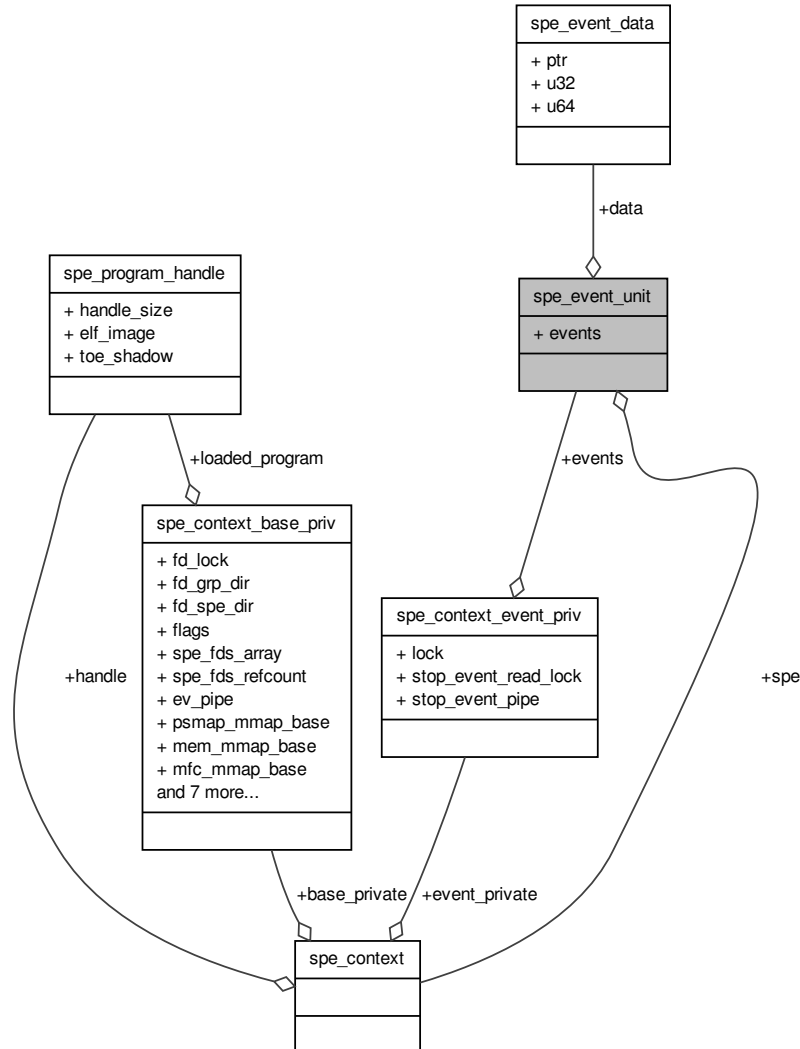 spe_event_data
+ ptr
+ u32
+ u64
+data
spe_program_handle
+ handle_size
+ elf_image
+ toe_shadow
spe_event_unit
+ events
+loaded_program
+events
spe_context_base_priv
+ fd_lock
+ fd_grp_dir
+ fd_spe_dir
+ flags
+ spe_fds_array
+ spe_fds_refcount
+ ev_pipe
+ psmap_mmap_base
+ mem_mmap_base
+ mfc_mmap_base
and 7 more...
spe_context_event_priv
+ lock
+ stop_event_read_lock
+ stop_event_pipe
+handle
+spe
+base_private
+event_private
spe_context